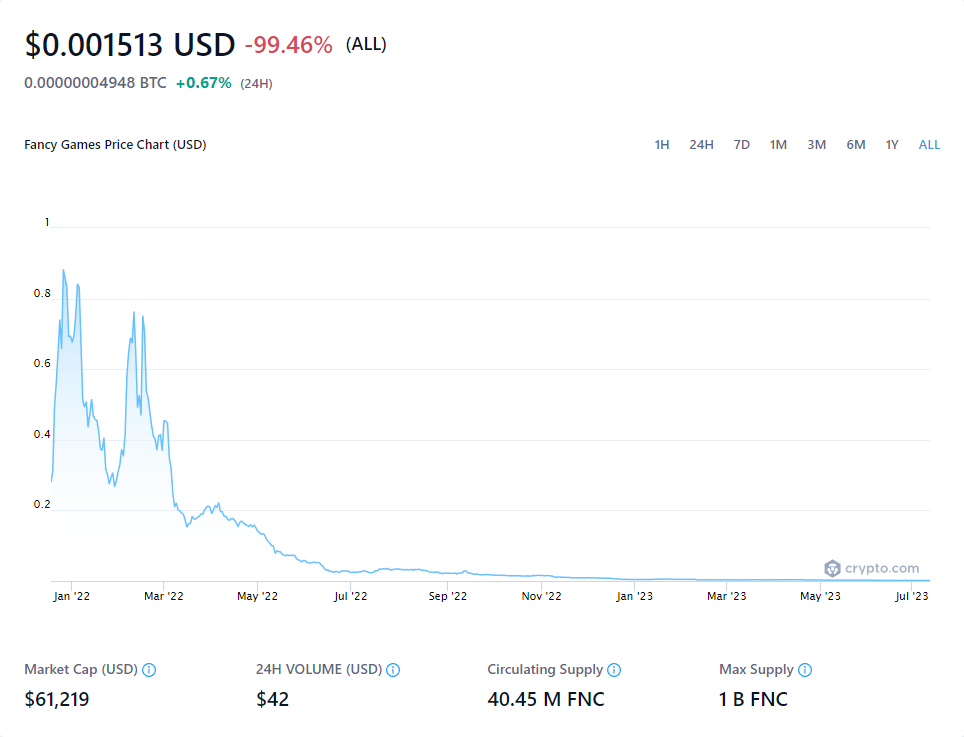 $0.001513 USD -99.46% (ALL)
0.00000004948 BTC +0.67% (24H)
Fancy Games Price Chart (USD) 1H 24H 7D 1M 3M 6M 1Y ALL
1
0.8
0.6
0.4
0.2
crypto.com
Jan '22 Mar '22 May '22 Jul '22 Sep '22 Nov '22 Jan '23 Mar '23 May '23 Jul '23
Market Cap (USD) 24H VOLUME (USD) Circulating Supply Max Supply
$61,219 $42 40.45 M FNC 1 B FNC